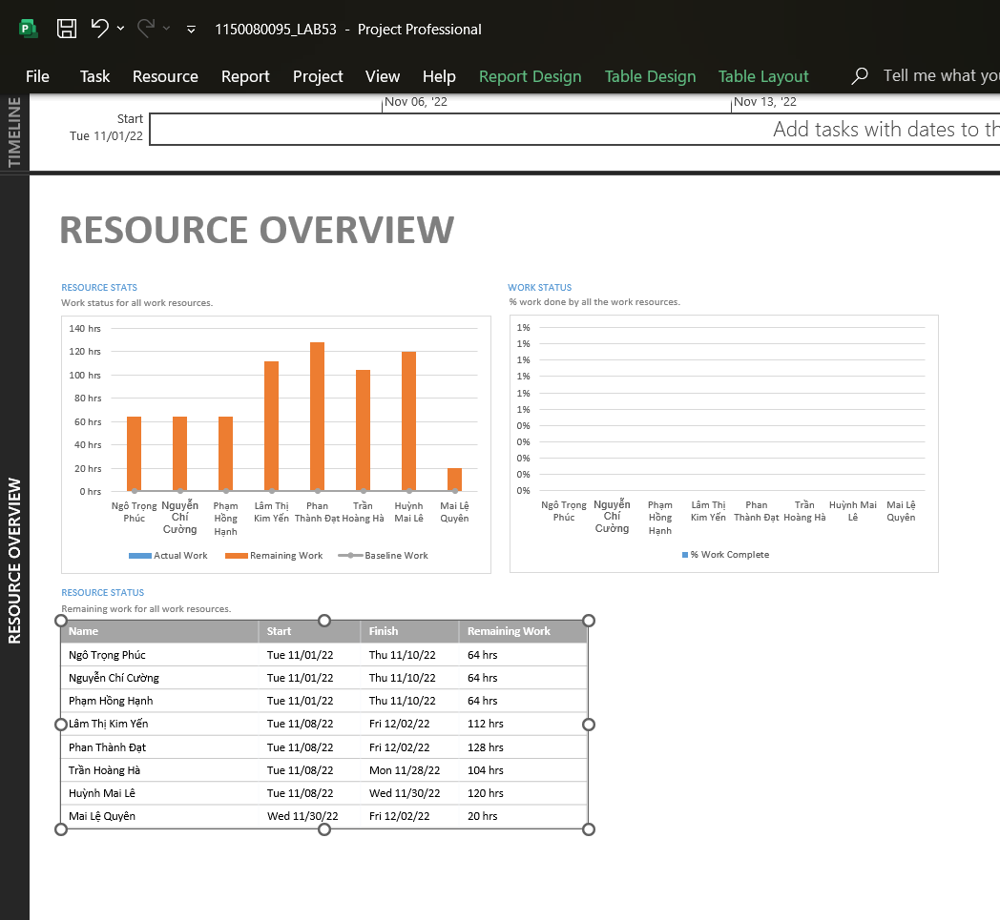 1150080095_LAB53 - Project Professional
File Task Resource Report Project View Help Report Design Table Design Table Layout Tell me what yo
TIMELINE
Nov 06, '22 Nov 13, '22
Start
Tue 11/01/22
Add tasks with dates to th
RESOURCE OVERVIEW
RESOURCE OVERVIEW
RESOURCE STATS
Work status for all work resources.
140 hrs
120 hrs
100 hrs
80 hrs
60 hrs
40 hrs
20 hrs
0 hrs
Ngô Trọng Phúc
Nguyễn Chí Cường
Phạm Hồng Hạnh
Lâm Thị Kim Yến
Phan Thành Đạt
Trần Hoàng Hà
Huỳnh Mai Lê
Mai Lệ Quyên
Actual Work Remaining Work Baseline Work
WORK STATUS
% work done by all the work resources.
1%
1%
1%
1%
1%
1%
0%
0%
0%
0%
0%
Ngô Trọng Phúc
Nguyễn Chí Cường
Phạm Hồng Hạnh
Lâm Thị Kim Yến
Phan Thành Đạt
Trần Hoàng Hà
Huỳnh Mai Lê
Mai Lệ Quyên
% Work Complete
RESOURCE STATUS
Remaining work for all work resources.
Name Start Finish Remaining Work
Ngô Trọng Phúc Tue 11/01/22 Thu 11/10/22 64 hrs
Nguyễn Chí Cường Tue 11/01/22 Thu 11/10/22 64 hrs
Phạm Hồng Hạnh Tue 11/01/22 Thu 11/10/22 64 hrs
Lâm Thị Kim Yến Tue 11/08/22 Fri 12/02/22 112 hrs
Phan Thành Đạt Tue 11/08/22 Fri 12/02/22 128 hrs
Trần Hoàng Hà Tue 11/08/22 Mon 11/28/22 104 hrs
Huỳnh Mai Lê Tue 11/08/22 Wed 11/30/22 120 hrs
Mai Lệ Quyên Wed 11/30/22 Fri 12/02/22 20 hrs